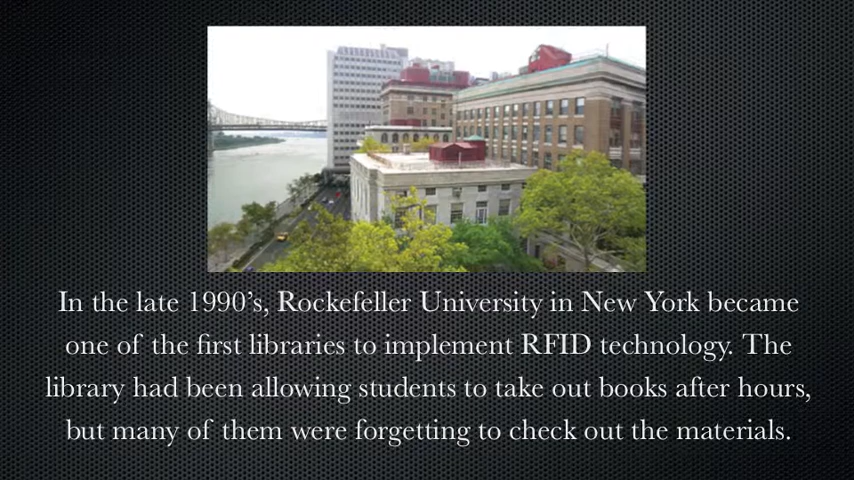 In the late 1990’s, Rockefeller University in New York became
one of the first libraries to implement RFID technology. The
library had been allowing students to take out books after hours,
but many of them were forgetting to check out the materials.